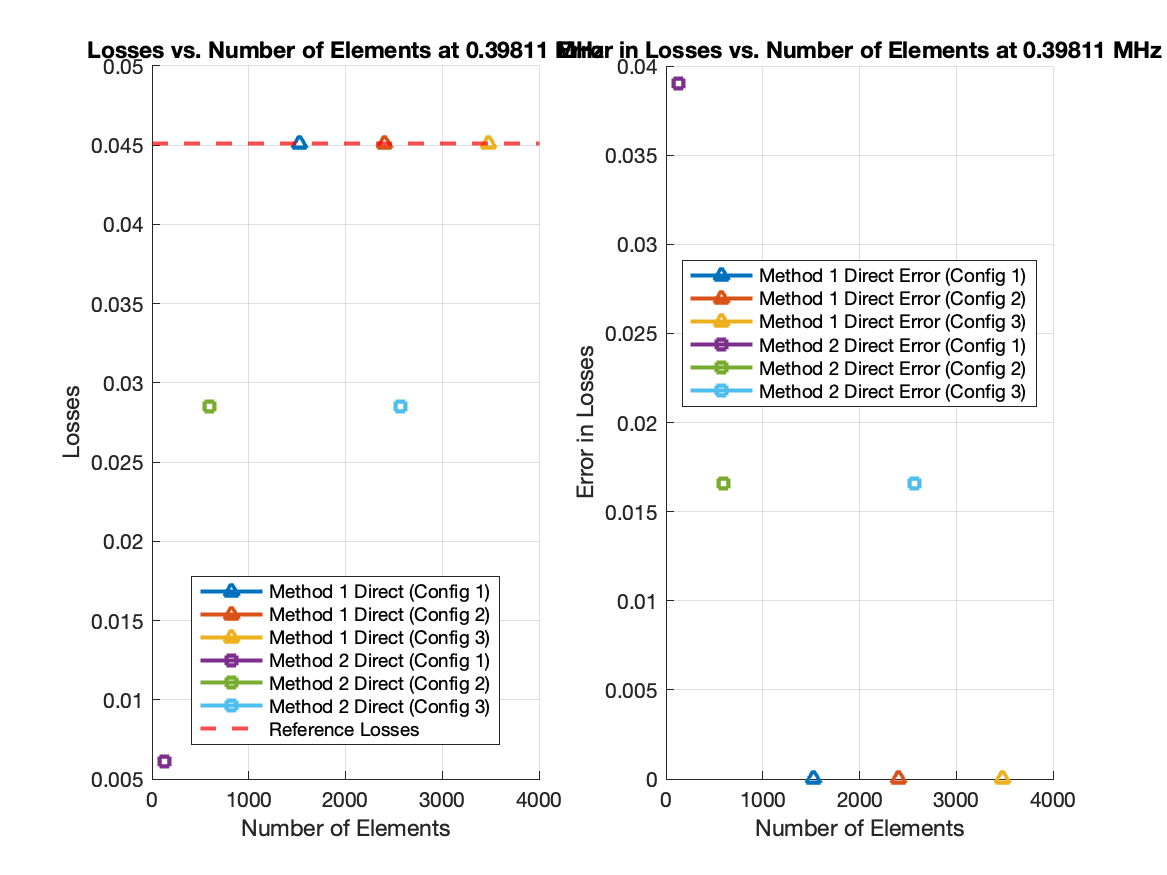 Losses vs. Number of Elements at 0.39811 MHz
0.05
0.045
0.04
0.035
0.03
0.025
0.02
0.015
0.01
0.005
Losses
0 1000 2000 3000 4000
Number of Elements
Method 1 Direct (Config 1)
Method 1 Direct (Config 2)
Method 1 Direct (Config 3)
Method 2 Direct (Config 1)
Method 2 Direct (Config 2)
Method 2 Direct (Config 3)
Reference Losses
Error in Losses vs. Number of Elements at 0.39811 MHz
0.04
0.035
0.03
0.025
0.02
0.015
0.01
0.005
0
Error in Losses
0 1000 2000 3000 4000
Number of Elements
Method 1 Direct Error (Config 1)
Method 1 Direct Error (Config 2)
Method 1 Direct Error (Config 3)
Method 2 Direct Error (Config 1)
Method 2 Direct Error (Config 2)
Method 2 Direct Error (Config 3)